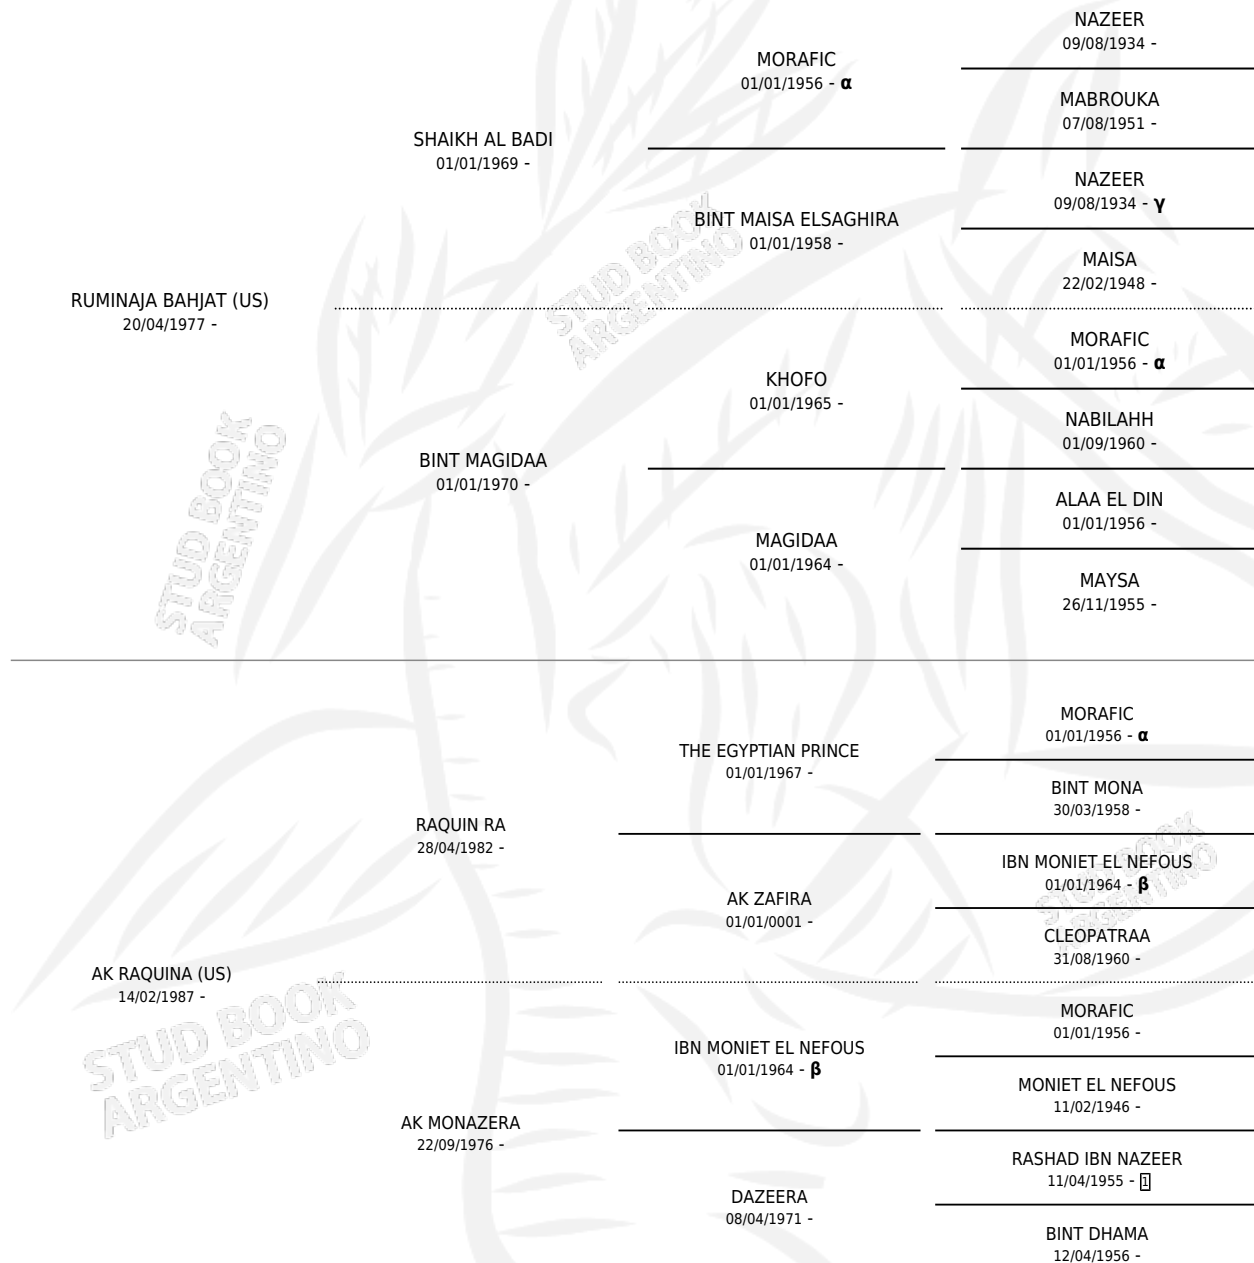 NAZEER
09/08/1934 -
MORAFIC
01/01/1956 - α
MABROUKA
07/08/1951 -
SHAIKH AL BADI
01/01/1969 -
NAZEER
09/08/1934 - γ
BINT MAISA ELSAGHIRA
01/01/1958 -
MAISA
22/02/1948 -
RUMINAJA BAHJAT (US)
20/04/1977 -
MORAFIC
01/01/1956 - α
KHOFO
01/01/1965 -
NABILAHH
01/09/1960 -
BINT MAGIDAA
01/01/1970 -
ALAA EL DIN
01/01/1956 -
MAGIDAA
01/01/1964 -
MAYSA
26/11/1955 -
MORAFIC
01/01/1956 - α
THE EGYPTIAN PRINCE
01/01/1967 -
BINT MONA
30/03/1958 -
RAQUIN RA
28/04/1982 -
IBN MONIET EL NEFOUS
01/01/1964 - β
AK ZAFIRA
01/01/0001 -
CLEOPATRAA
31/08/1960 -
AK RAQUINA (US)
14/02/1987 -
MORAFIC
01/01/1956 -
IBN MONIET EL NEFOUS
01/01/1964 - β
MONIET EL NEFOUS
11/02/1946 -
AK MONAZERA
22/09/1976 -
RASHAD IBN NAZEER
11/04/1955 - 1
DAZEERA
08/04/1971 -
BINT DHAMA
12/04/1956 -
STUD BOOK
ARGENTINO
STUD BOOK
ARGENTINO
STUD BOOK
ARGENTINO
STUD BOOK
ARGENTINO